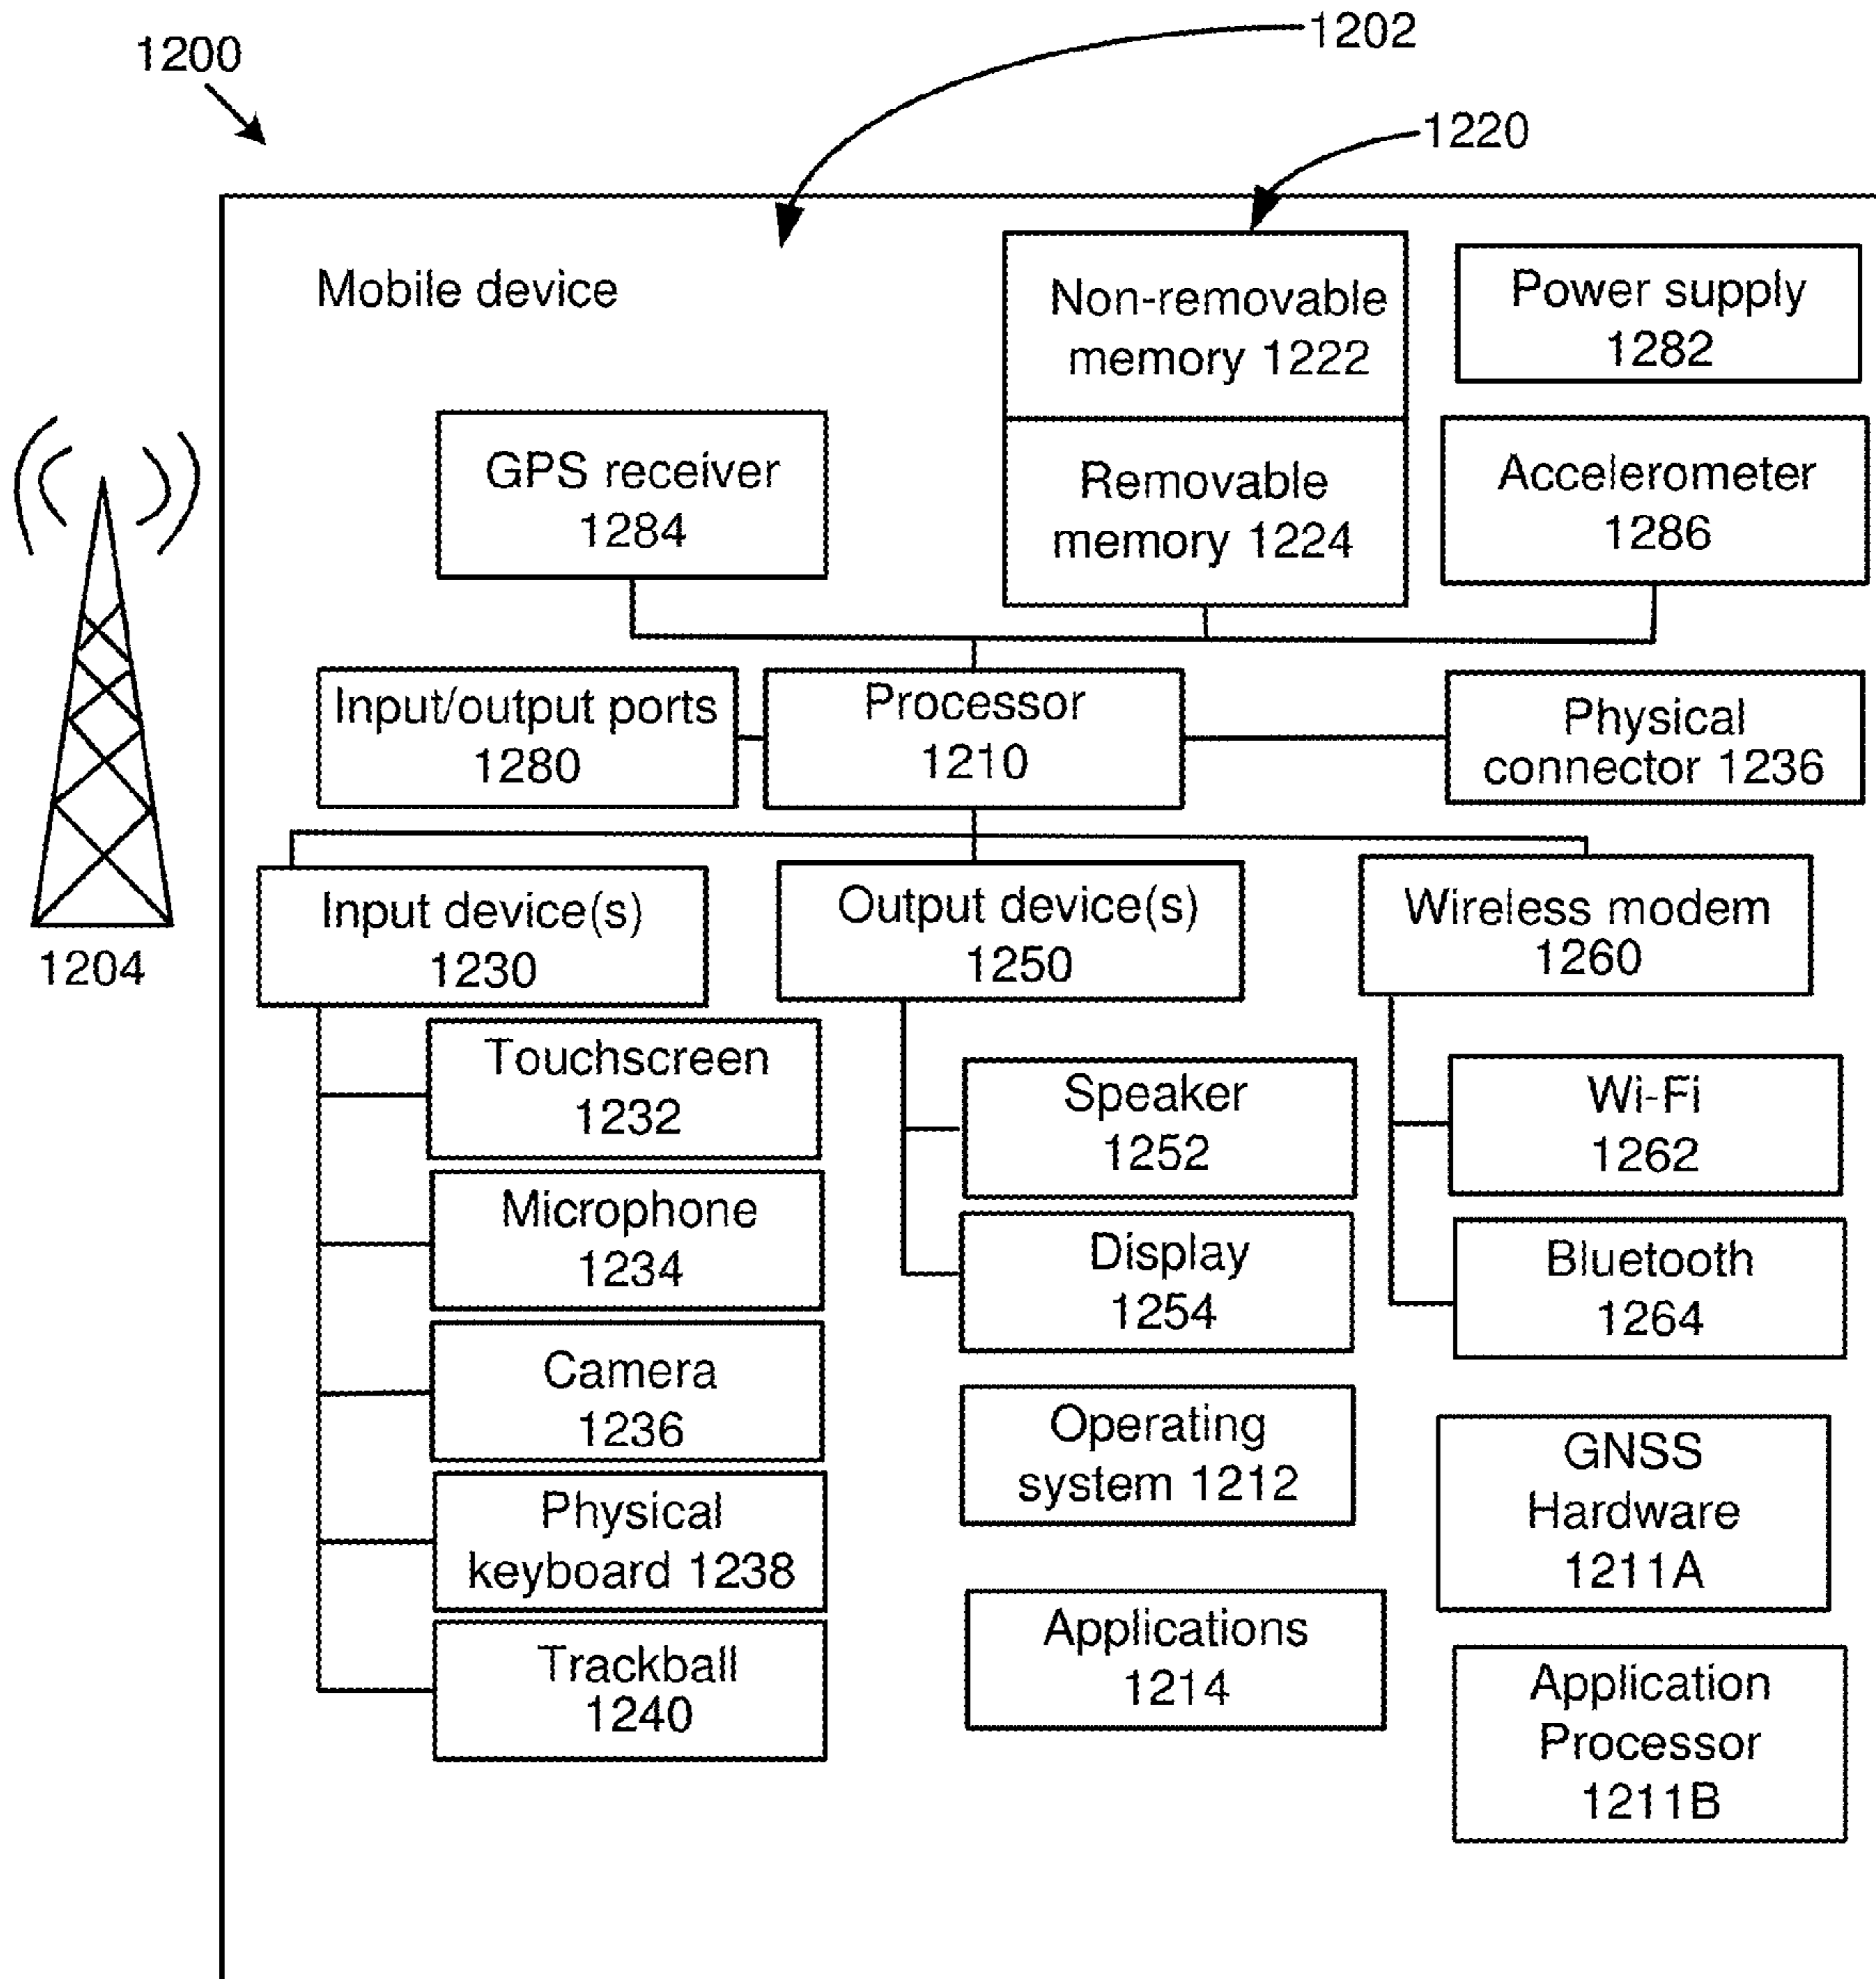 1202
1200
1220
Mobile device
Non-removable
memory 1222
Power supply
1282
GPS receiver
1284
Removable
memory 1224
Accelerometer
1286
Input/output ports
1280
Processor
1210
Physical
connector 1236
1204
Input device(s)
1230
Output device(s)
1250
Wireless modem
1260
Touchscreen
1232
Speaker
1252
Wi-Fi
1262
Microphone
1234
Display
1254
Bluetooth
1264
Camera
1236
Operating
system 1212
GNSS
Hardware
1211A
Physical
keyboard 1238
Applications
1214
Trackball
1240
Application
Processor
1211B